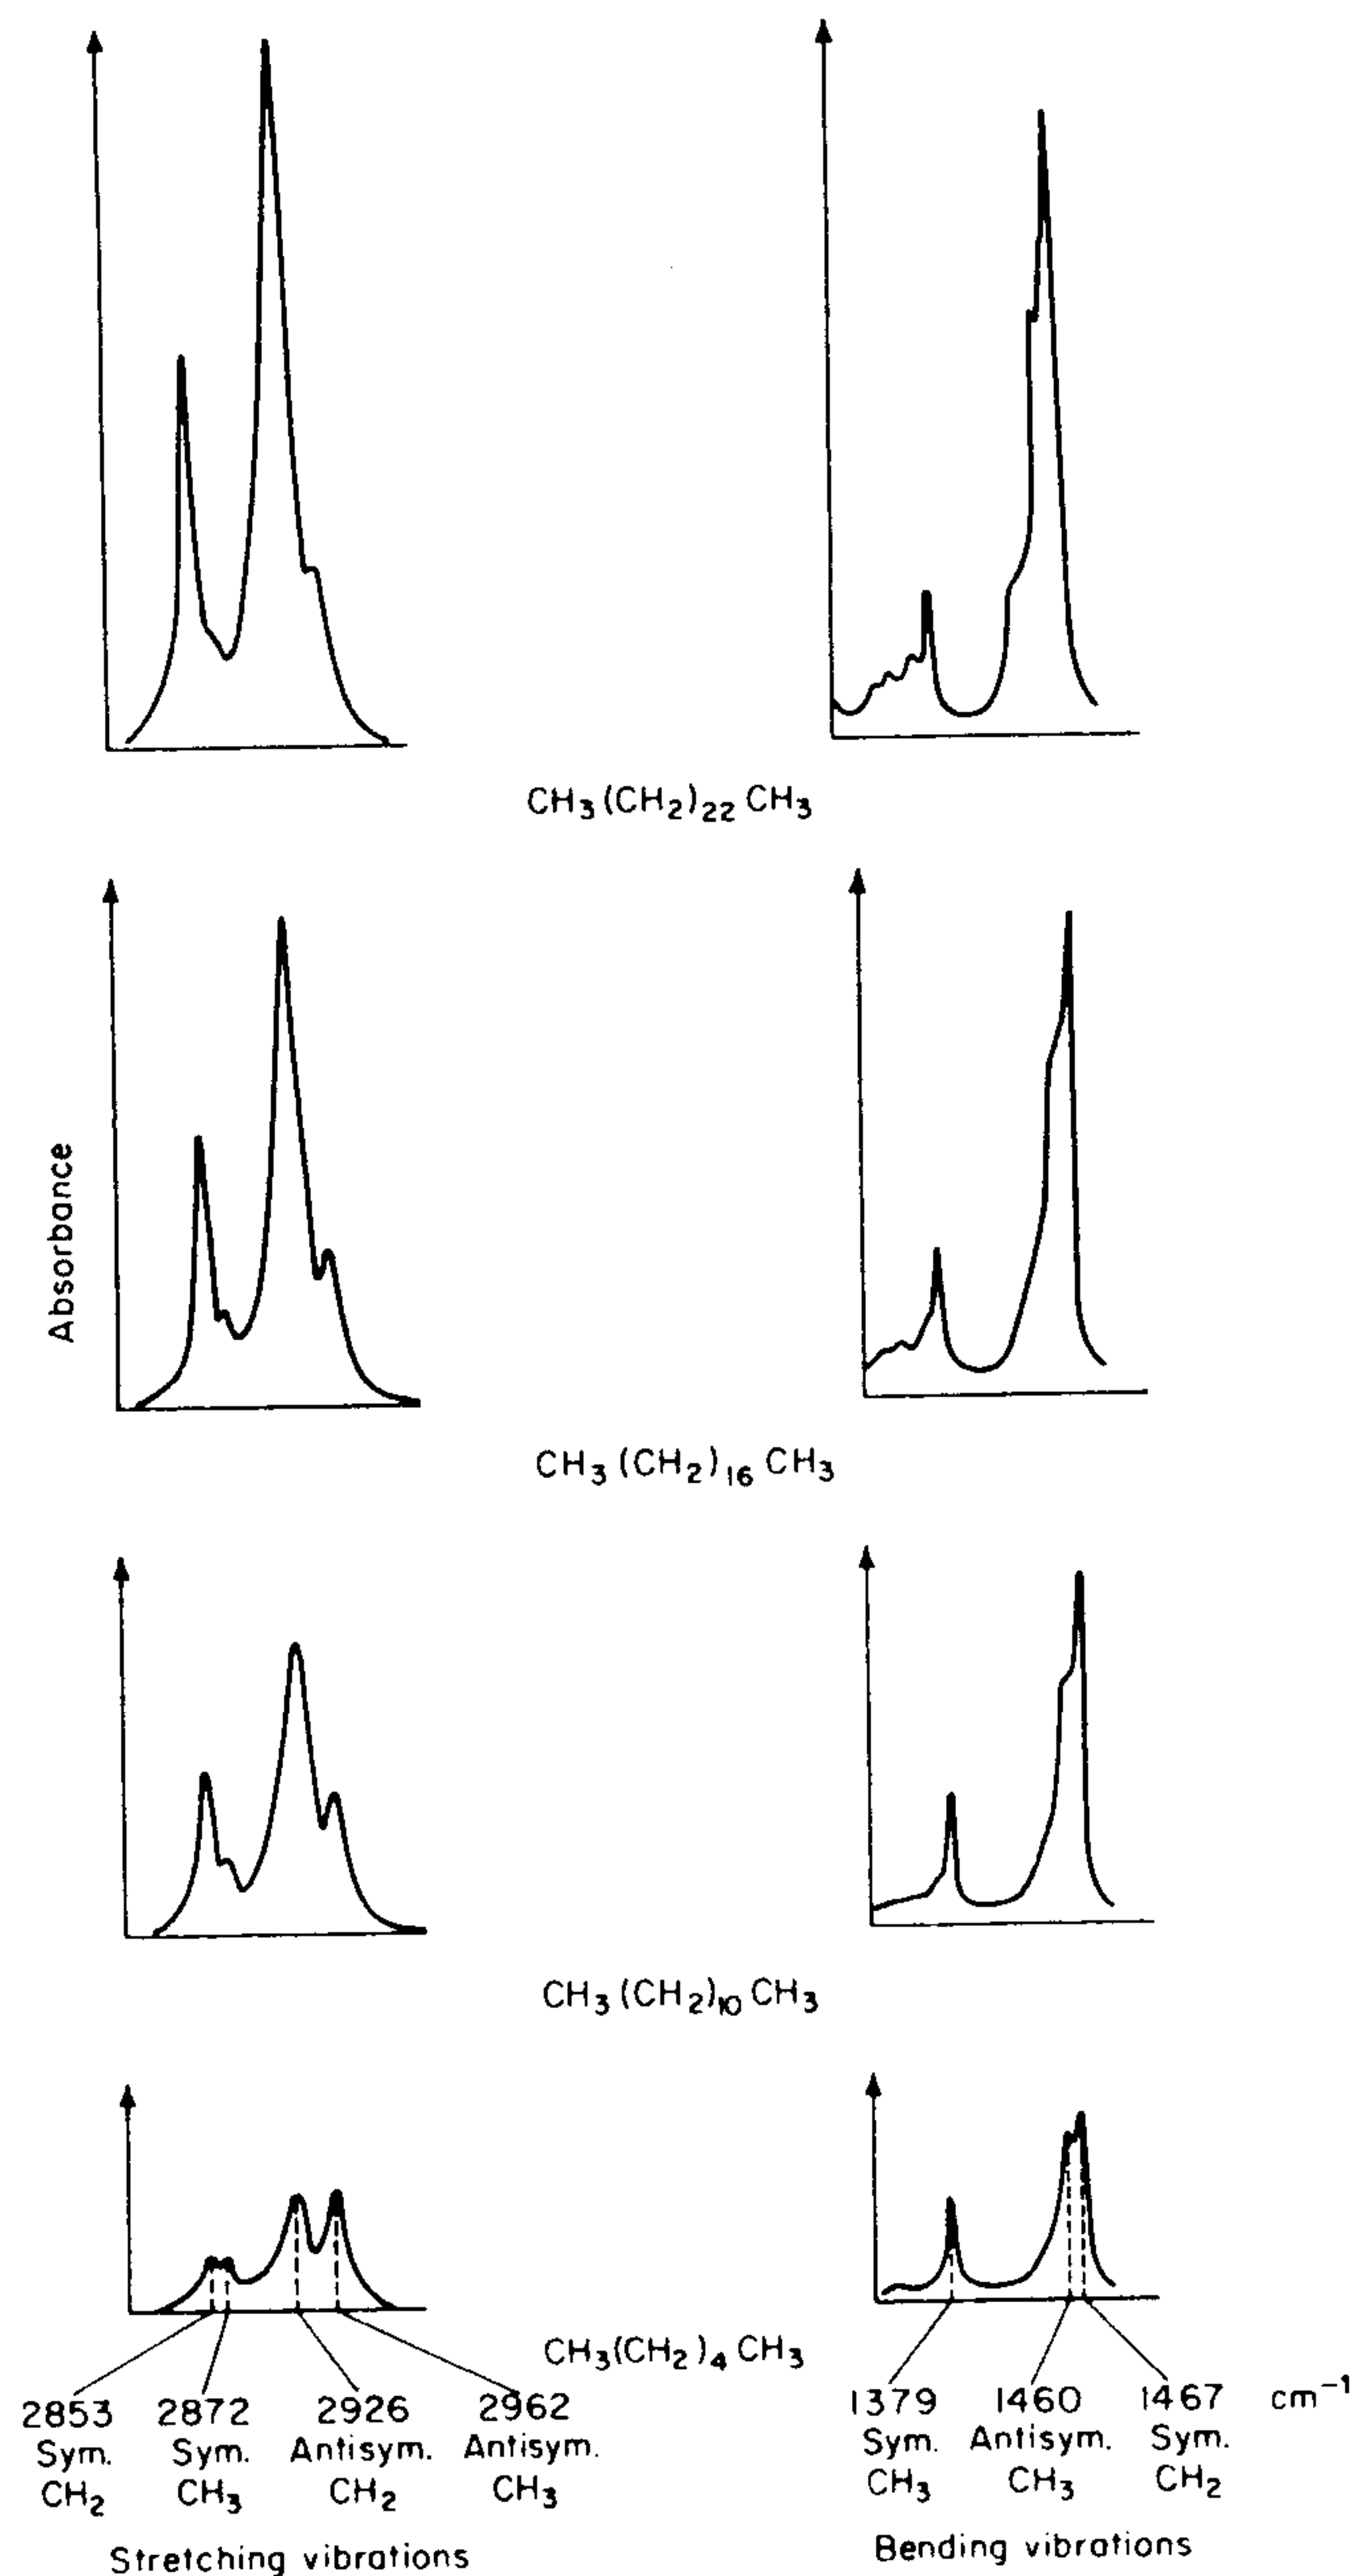 CH₃(CH₂)₂₂CH₃
Absorbance
CH₃(CH₂)₁₆CH₃
CH₃(CH₂)₁₀CH₃
CH₃(CH₂)₄CH₃
2853 2872 2926 2962
Sym. Sym. Antisym. Antisym.
CH₂ CH₃ CH₂ CH₃
Stretching vibrations
1379 1460 1467 cm⁻¹
Sym. Antisym. Sym.
CH₃ CH₃ CH₂
Bending vibrations